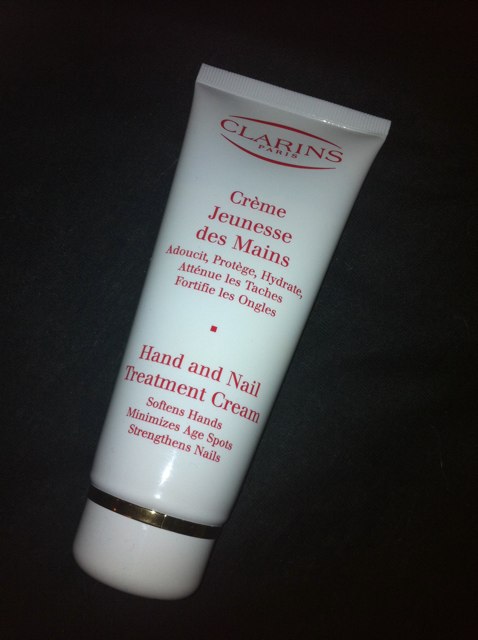 CLARINS
PARIS
Crème
Jeunesse
des Mains
Adoucit, Protège, Hydrate,
Atténue les Taches
Fortifie les Ongles
Hand and Nail
Treatment Cream
Softens Hands
Minimizes Age Spots
Strengthens Nails